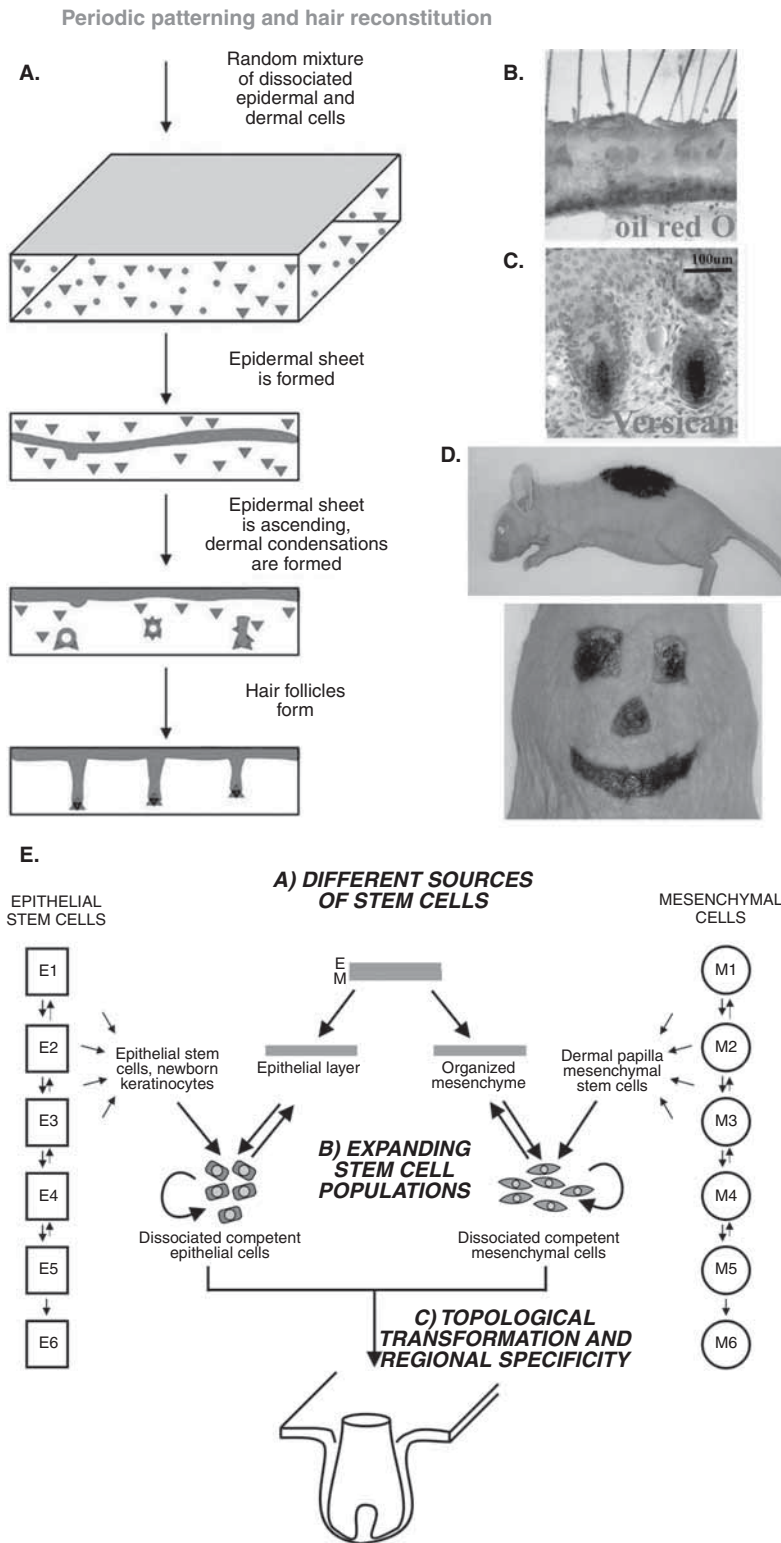 Periodic patterning and hair reconstitution
A.
Random mixture
of dissociated
epidermal and
dermal cells
Epidermal sheet
is formed
Epidermal sheet
is ascending,
dermal condensations
are formed
Hair follicles
form
B.
oil red O
C.
100um
Versican
D.
E.
EPITHELIAL
STEM CELLS
E1
E2
E3
E4
E5
E6
A) DIFFERENT SOURCES
OF STEM CELLS
E
M
Epithelial stem
cells, newborn
keratinocytes
Epithelial layer
Organized
mesenchyme
Dermal papilla
mesenchymal
stem cells
B) EXPANDING
STEM CELL
POPULATIONS
Dissociated competent
epithelial cells
Dissociated competent
mesenchymal cells
C) TOPOLOGICAL
TRANSFORMATION AND
REGIONAL SPECIFICITY
MESENCHYMAL
CELLS
M1
M2
M3
M4
M5
M6